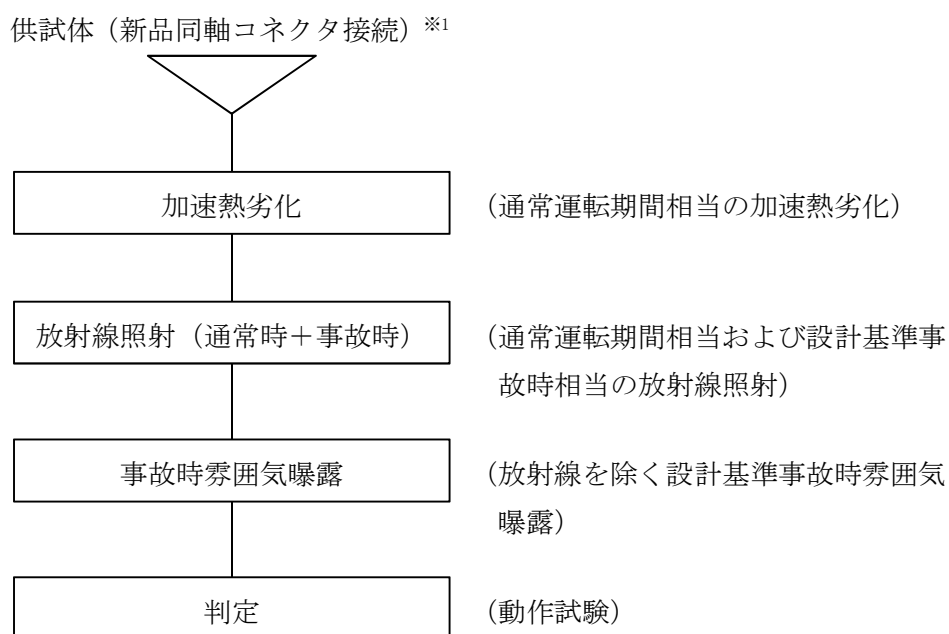 供試体（新品同軸コネクタ接続）※1
加速熱劣化
（通常運転期間相当の加速熱劣化）
放射線照射（通常時＋事故時）
（通常運転期間相当および設計基準事
故時相当の放射線照射）
事故時雰囲気曝露
（放射線を除く設計基準事故時雰囲気
曝露）
判定
（動作試験）